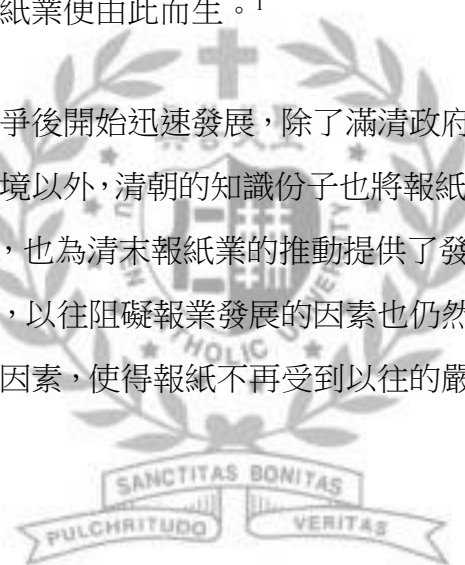 紙業便由此而生。1
爭後開始迅速發展，除了滿清政府
境以外，清朝的知識份子也將報紙
，也為清末報紙業的推動提供了發
，以往阻礙報業發展的因素也仍然
因素，使得報紙不再受到以往的嚴
HOLIC
SANCTITAS BONITAS
PULCHRITUDO VERITAS